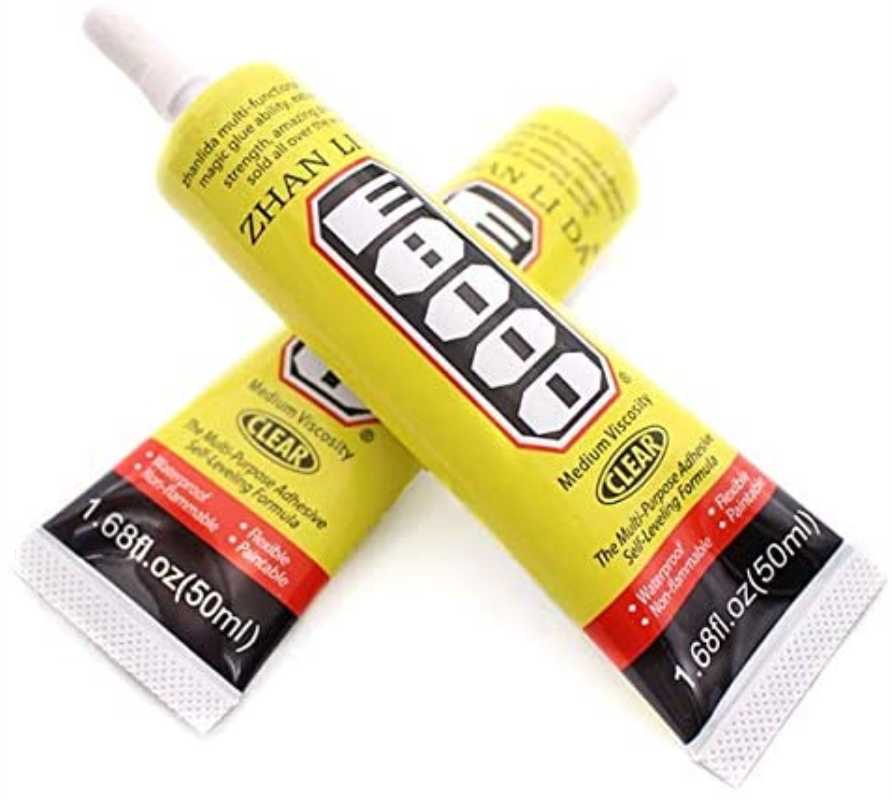 zhanlida multi-function
magic glue ability,
strength, amazing
sold all over the
ZHAN LI
E8000®
Medium Viscosity
CLEAR
The Multi-Purpose Adhesive
Self-Leveling Formula
• Waterproof • Flexible
• Non-flammable • Paintable
1.68fl.oz(50ml)
LI DA
E
®
Medium Viscosity
CLEAR
The Multi-Purpose Adhesive
Self-Leveling Formula
• Waterproof • Flexible
• Non-flammable • Paintable
1.68fl.oz(50ml)